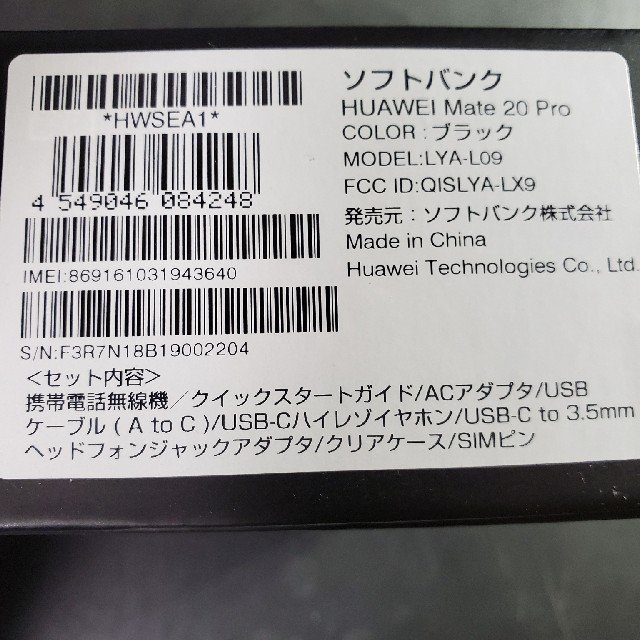 *HWSEA1*
4 549046 084248
IMEI:869161031943640
S/N:F3R7N18B19002204
ソフトバンク
HUAWEI Mate 20 Pro
COLOR : ブラック
MODEL:LYA-L09
FCC ID:QISLYA-LX9
発売元：ソフトバンク株式会社
Made in China
Huawei Technologies Co., Ltd.
＜セット内容＞
携帯電話無線機／クイックスタートガイド/ACアダプタ/USB
ケーブル ( A to C )/USB-Cハイレゾイヤホン/USB-C to 3.5mm
ヘッドフォンジャックアダプタ/クリアケース/SIMピン